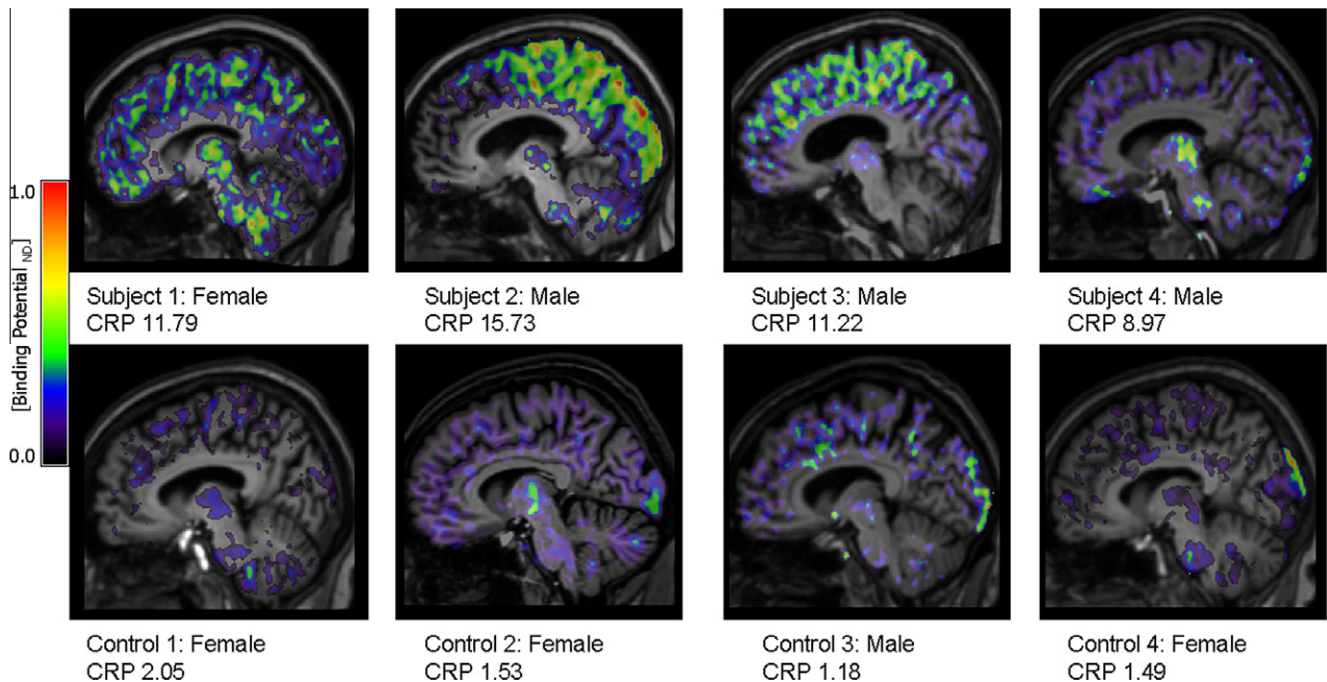 1.0
[Binding Potential ND.]
0.0
Subject 1: Female
CRP 11.79
Subject 2: Male
CRP 15.73
Subject 3: Male
CRP 11.22
Subject 4: Male
CRP 8.97
Control 1: Female
CRP 2.05
Control 2: Female
CRP 1.53
Control 3: Male
CRP 1.18
Control 4: Female
CRP 1.49